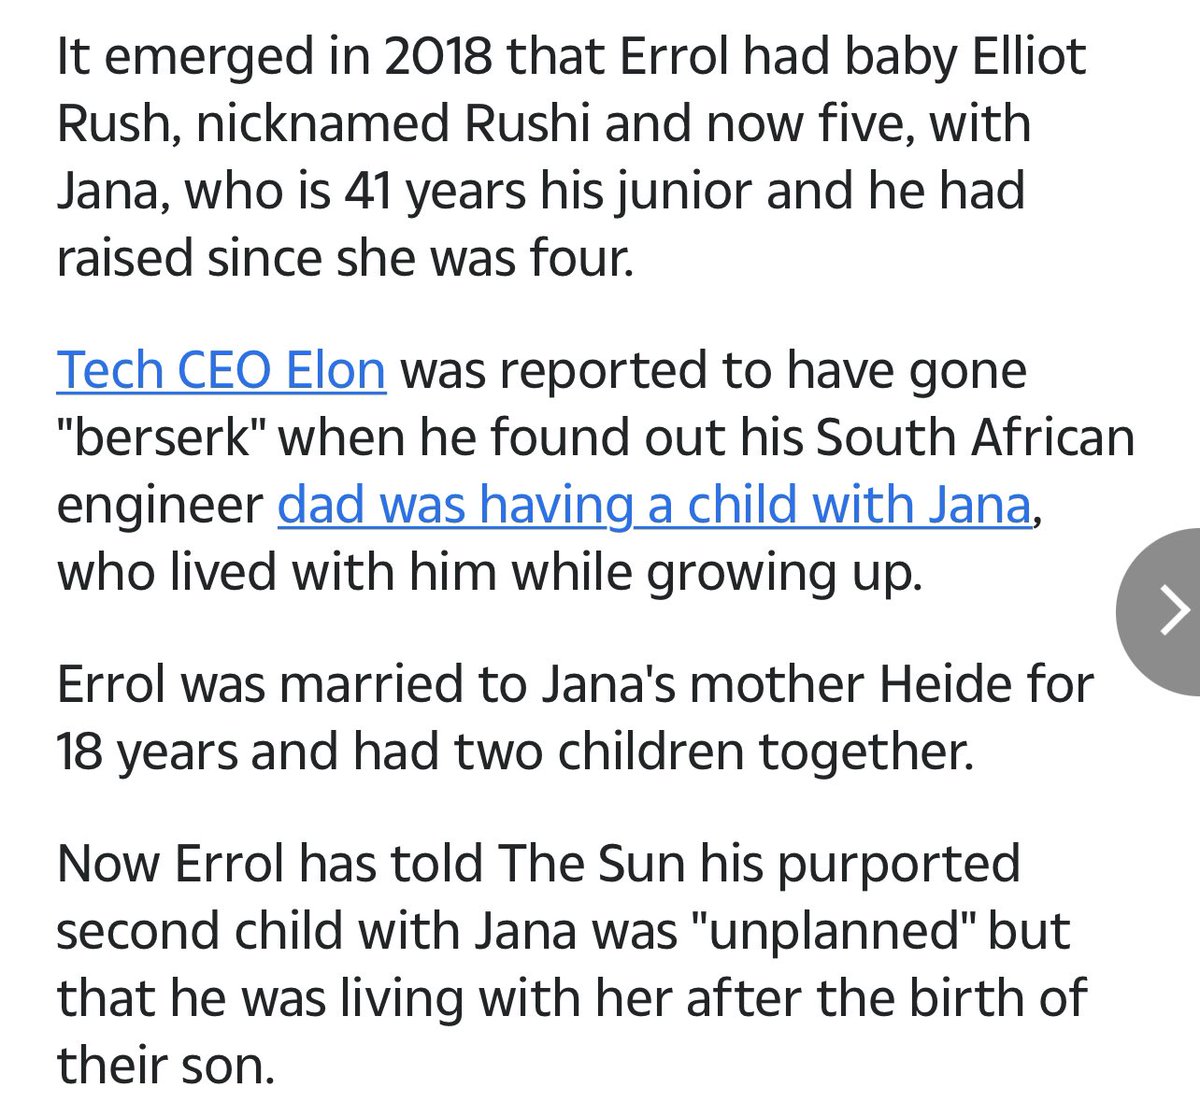 It emerged in 2018 that Errol had baby Elliot
Rush, nicknamed Rushi and now five, with
Jana, who is 41 years his junior and he had
raised since she was four.
Tech CEO Elon was reported to have gone
"berserk" when he found out his South African
engineer dad was having a child with Jana,
who lived with him while growing up.
Errol was married to Jana's mother Heide for
18 years and had two children together.
Now Errol has told The Sun his purported
second child with Jana was "unplanned" but
that he was living with her after the birth of
their son.